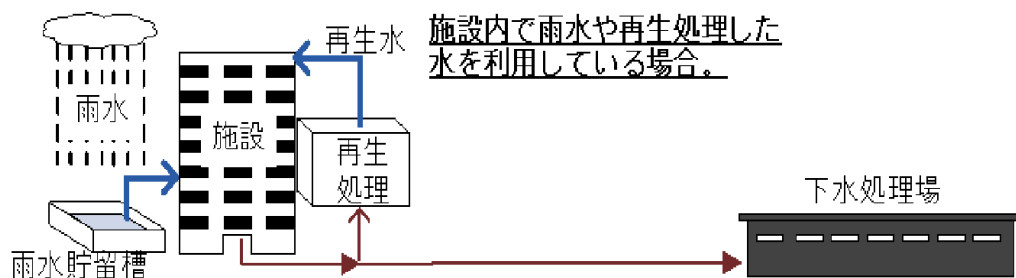 施設内で雨水や再生処理した
水を利用している場合。
再生水
雨水
施設
再生
処理
下水処理場
雨水貯留槽